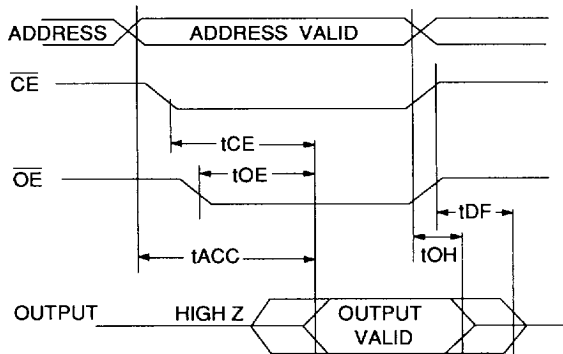 ADDRESS
ADDRESS VALID
CE
tCE
tOE
OE
tDF
tACC
tOH
OUTPUT
HIGH Z
OUTPUT
VALID